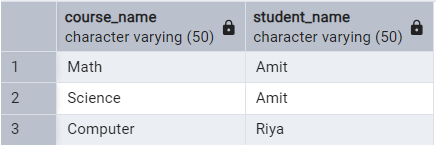 course_name student_name
character varying (50) character varying (50)
1 Math Amit
2 Science Amit
3 Computer Riya